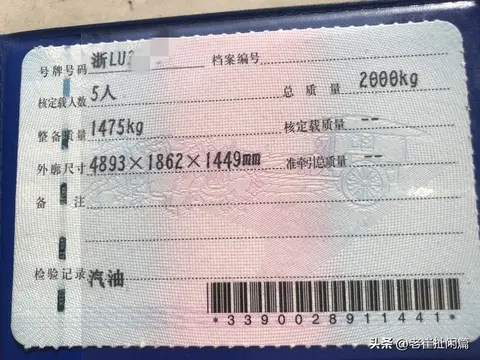 号牌号码 浙LU 档案编号
核定载人数 5人 总质量 2000kg
整备质量 1475kg 核定载质量 --
外廓尺寸 4893×1862×1449mm 准牵引总质量 --
备注
检验记录 汽油
*3390028911441*
头条 @老崔扯闲篇